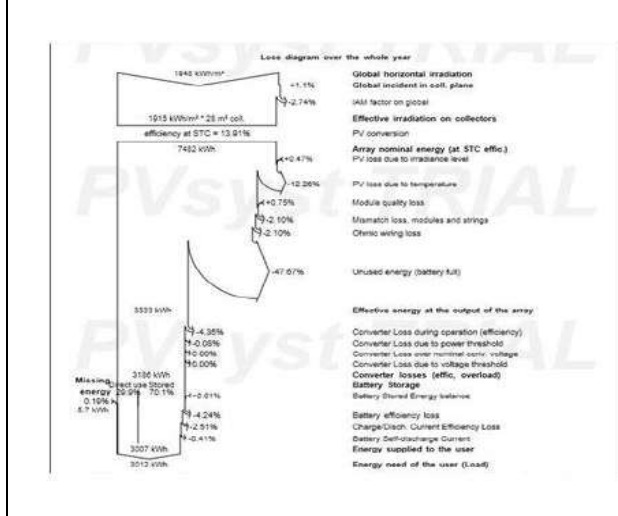 PVsyst TRIAL
Loss diagram over the whole year
1948 kWh/m² Global horizontal irradiation
+1.1% Global incident in coll. plane
-2.74% IAM factor on global
1915 kWh/m² * 28 m² coll. Effective irradiation on collectors
efficiency at STC = 13.91% PV conversion
7482 kWh Array nominal energy (at STC effic.)
+0.47% PV loss due to irradiance level
-12.26% PV loss due to temperature
PVsyst TRIAL
+0.75% Module quality loss
-2.10% Mismatch loss, modules and strings
-2.10% Ohmic wiring loss
-47.67% Unused energy (battery full)
3333 kWh Effective energy at the output of the array
-4.35% Converter Loss during operation (efficiency)
-0.06% Converter Loss due to power threshold
PVsyst TRIAL
0.00% Converter Loss over nominal conv. voltage
0.00% Converter Loss due to voltage threshold
3186 kWh Converter losses (effic, overload)
Missing Direct use Stored Battery Storage
energy 29.9% 70.1% +0.01% Battery Stored Energy balance
0.19%
5.7 kWh
-4.24% Battery efficiency loss
-2.51% Charge/Disch. Current Efficiency Loss
-0.41% Battery Self-discharge Current
3007 kWh Energy supplied to the user
3012 kWh Energy need of the user (Load)